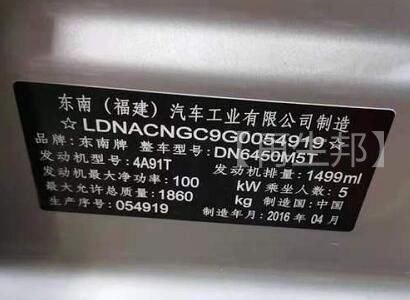 东南（福建）汽车工业有限公司制造
☆LDNACNGC9G0054919☆
品牌：东南牌 整车型号：DN6450M5T
发动机型号：4A91T 发动机排量：1499ml
发动机最大净功率：100 kW 乘坐人数：5
最大允许总质量：1860 kg 制造国：中国
生产序号：054919 制造年月：2016 年 04 月